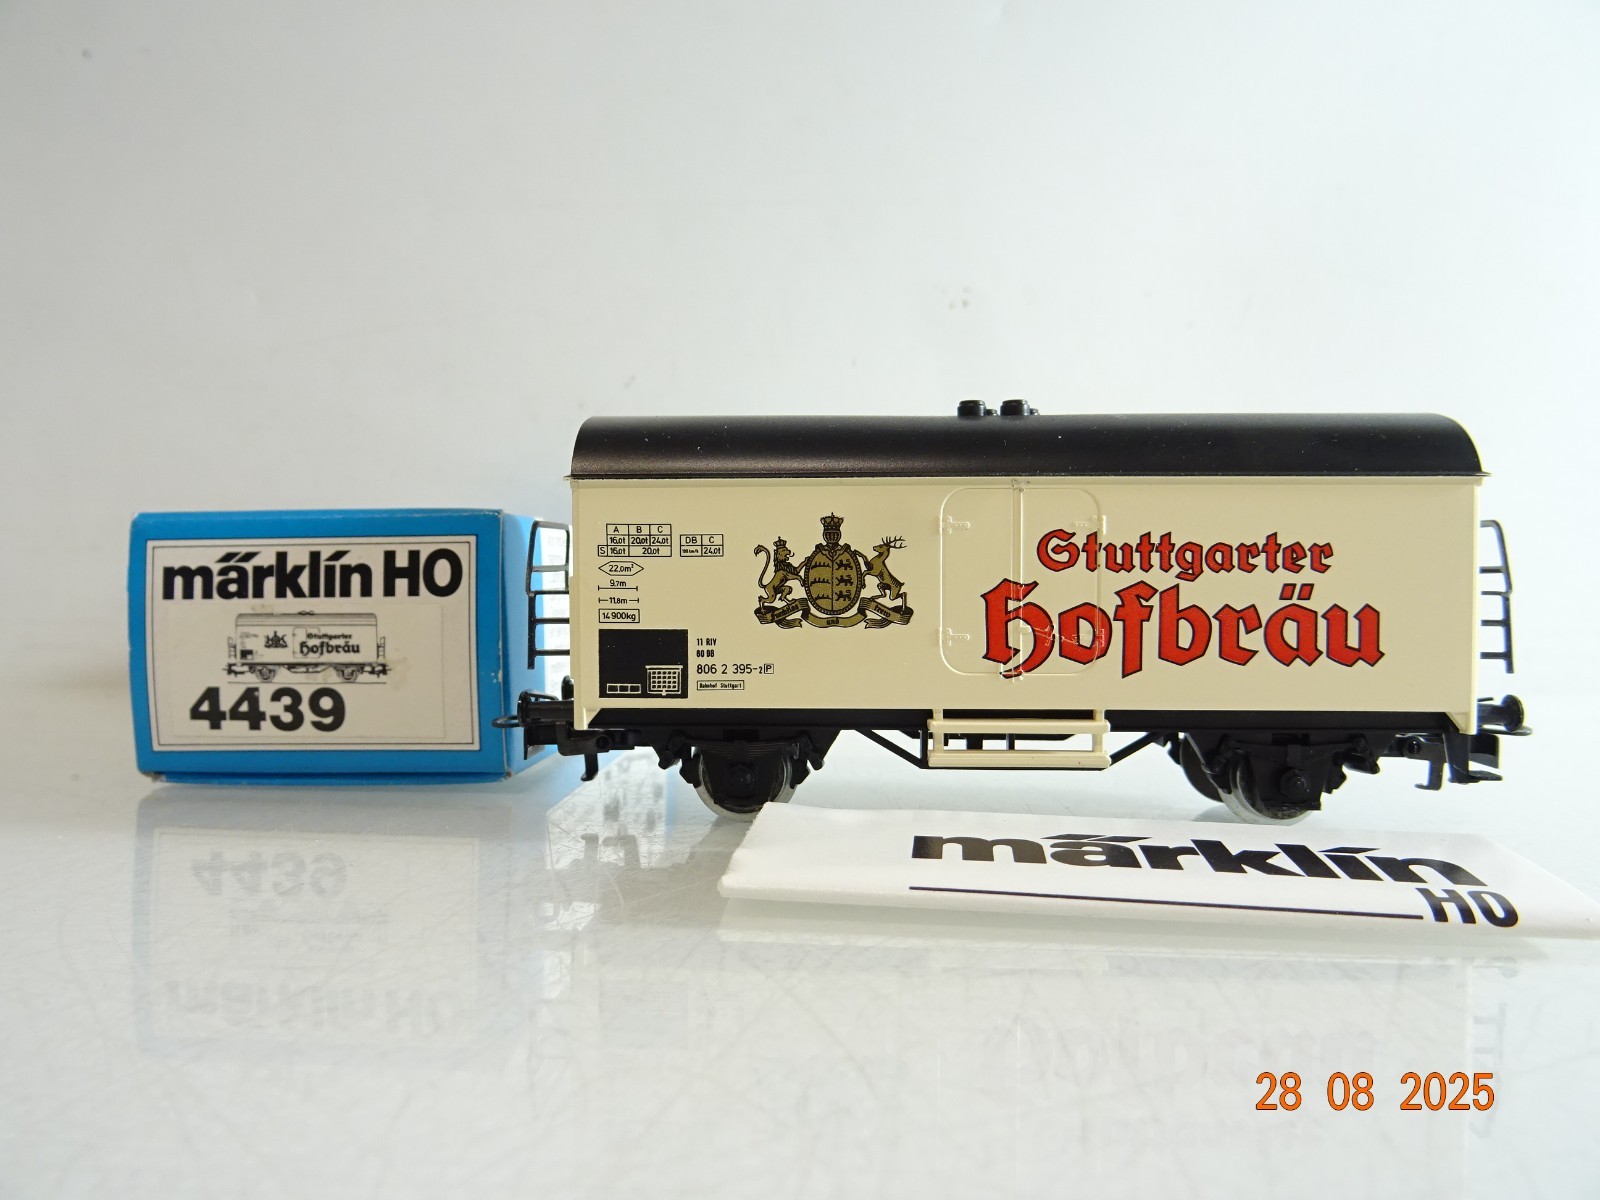 märklin HO
Stuttgarter
Hofbräu
4439
A B C
16,0t 20,0t 24,0t
S 16,0t 20,0t
DB C
24,0t
22,0m²
9,7m
11,8m
14 900kg
11 RIV
80 DB
806 2 395-2 P
Bahnhof Stuttgart
und
Stuttgarter
Hofbräu
märklin
HO
28 08 2025